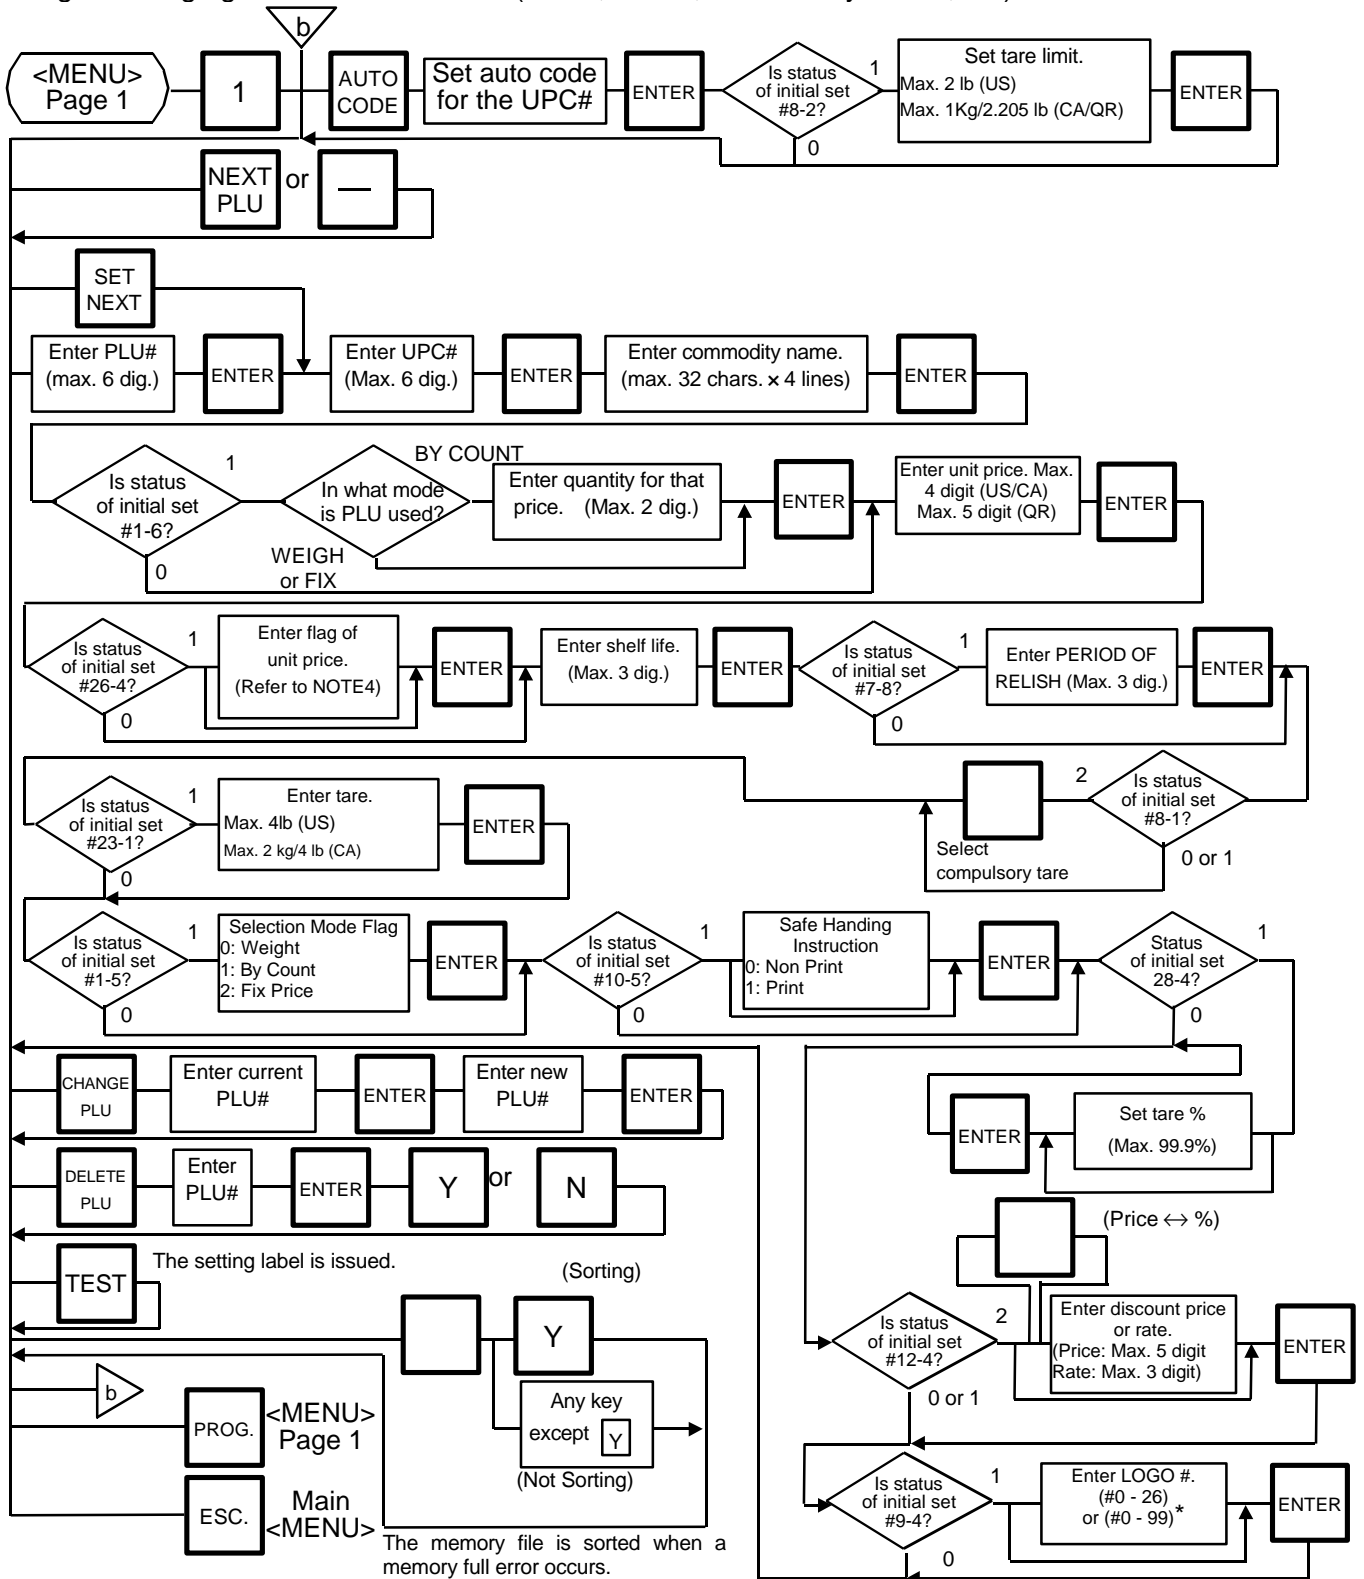 b
<MENU>
Page 1
1
AUTO
CODE
Set auto code
for the UPC#
ENTER
Is status
of initial set
#8-2?
1
0
Set tare limit.
Max. 2 lb (US)
Max. 1Kg/2.205 lb (CA/QR)
ENTER
NEXT
PLU
or
—
SET
NEXT
Enter PLU#
(max. 6 dig.)
ENTER
Enter UPC#
(Max. 6 dig.)
ENTER
Enter commodity name.
(max. 32 chars. × 4 lines)
ENTER
Is status
of initial set
#1-6?
1
0
In what mode
is PLU used?
BY COUNT
WEIGH
or FIX
Enter quantity for that
price. (Max. 2 dig.)
ENTER
Enter unit price. Max.
4 digit (US/CA)
Max. 5 digit (QR)
ENTER
Is status
of initial set
#26-4?
1
0
Enter flag of
unit price.
(Refer to NOTE4)
ENTER
Enter shelf life.
(Max. 3 dig.)
ENTER
Is status
of initial set
#7-8?
1
0
Enter PERIOD OF
RELISH (Max. 3 dig.)
ENTER
Is status
of initial set
#8-1?
2
0 or 1
Select
compulsory tare
Is status
of initial set
#23-1?
1
0
Enter tare.
Max. 4lb (US)
Max. 2 kg/4 lb (CA)
ENTER
Is status
of initial set
#1-5?
1
0
Selection Mode Flag
0: Weight
1: By Count
2: Fix Price
ENTER
Is status
of initial set
#10-5?
1
0
Safe Handing
Instruction
0: Non Print
1: Print
ENTER
Status
of initial set
28-4?
1
0
CHANGE
PLU
Enter current
PLU#
ENTER
Enter new
PLU#
ENTER
ENTER
Set tare %
(Max. 99.9%)
DELETE
PLU
Enter
PLU#
ENTER
Y
or
N
(Price ↔ %)
TEST
The setting label is issued.
(Sorting)
Y
Any key
except Y
(Not Sorting)
Is status
of initial set
#12-4?
2
0 or 1
Enter discount price
or rate.
(Price: Max. 5 digit
Rate: Max. 3 digit)
ENTER
b
PROG.
<MENU>
Page 1
ESC.
Main
<MENU>
The memory file is sorted when a
memory full error occurs.
Is status
of initial set
#9-4?
1
0
Enter LOGO #.
(#0 - 26)
or (#0 - 99)*
ENTER